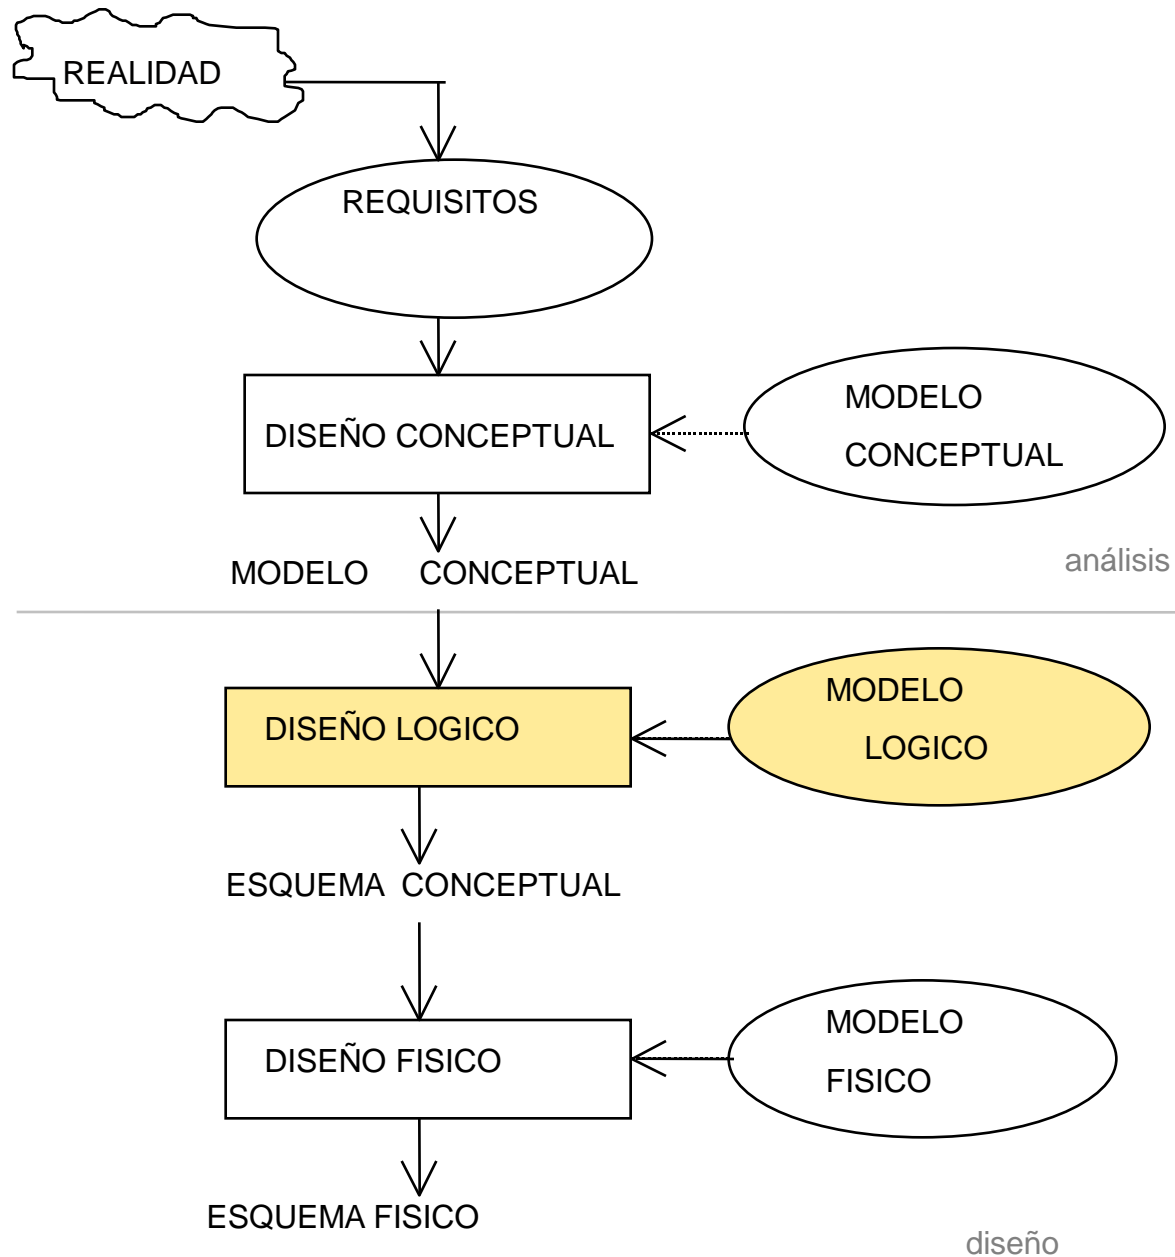 REALIDAD
REQUISITOS
DISEÑO CONCEPTUAL
MODELO
CONCEPTUAL
MODELO CONCEPTUAL
análisis
DISEÑO LOGICO
MODELO
LOGICO
ESQUEMA CONCEPTUAL
DISEÑO FISICO
MODELO
FISICO
ESQUEMA FISICO
diseño